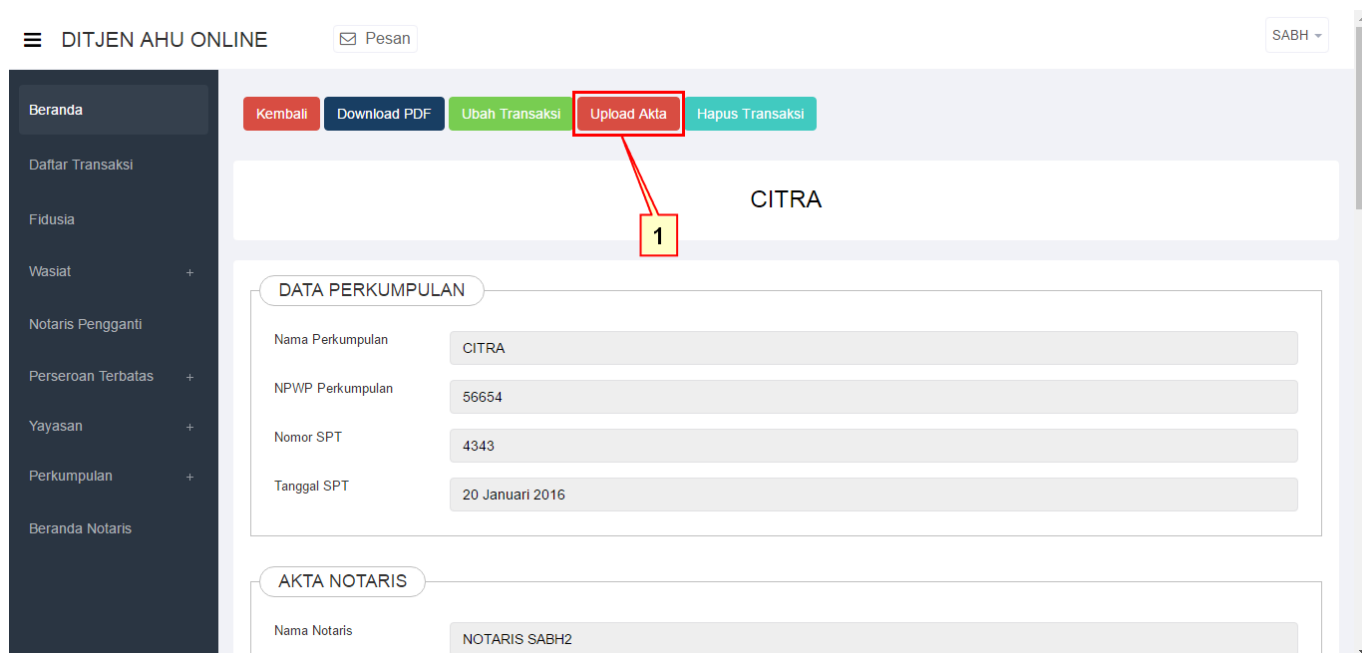 DITJEN AHU ONLINE
Pesan
SABH
Beranda
Daftar Transaksi
Fidusia
Wasiat +
Notaris Pengganti
Perseroan Terbatas +
Yayasan +
Perkumpulan +
Beranda Notaris
Kembali Download PDF Ubah Transaksi Upload Akta Hapus Transaksi
CITRA
1
DATA PERKUMPULAN
Nama Perkumpulan CITRA
NPWP Perkumpulan 56654
Nomor SPT 4343
Tanggal SPT 20 Januari 2016
AKTA NOTARIS
Nama Notaris NOTARIS SABH2